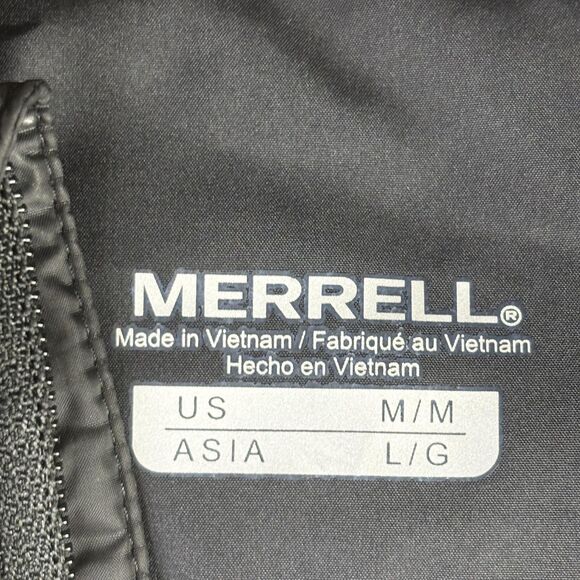 MERRELL®
Made in Vietnam / Fabriqué au Vietnam
Hecho en Vietnam
US M/M
ASIA L/G